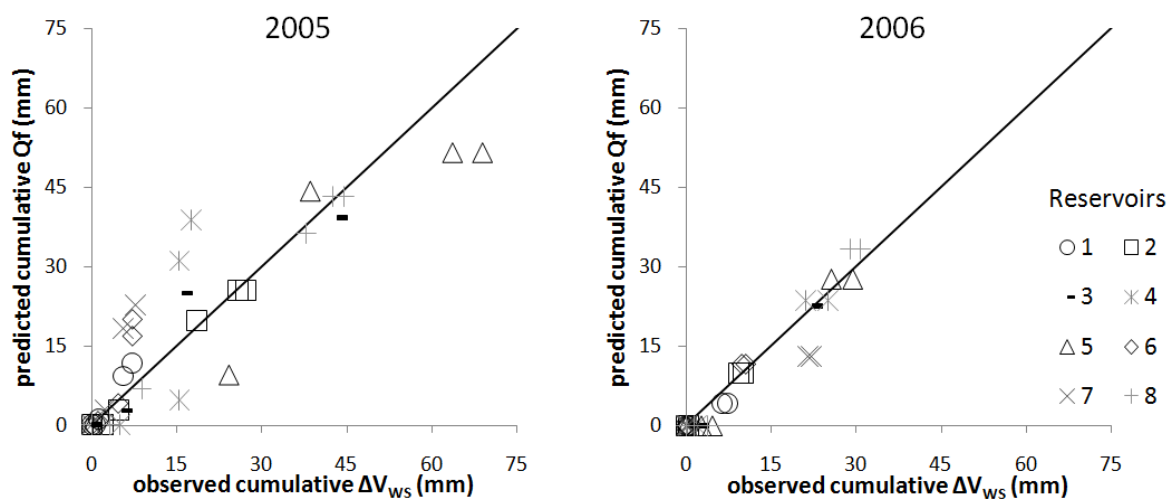 2005
predicted cumulative Qf (mm)
75
60
45
30
15
0
0 15 30 45 60 75
observed cumulative ΔVWS (mm)
2006
predicted cumulative Qf (mm)
75
60
45
30
15
0
0 15 30 45 60 75
observed cumulative ΔVWS (mm)
Reservoirs
1 2
3 4
5 6
7 8